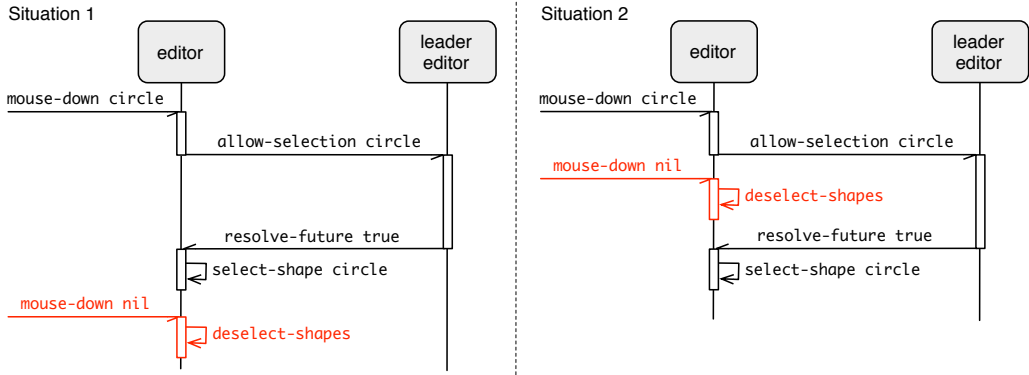 Situation 1
editor
leader
editor
mouse-down circle
allow-selection circle
resolve-future true
select-shape circle
mouse-down nil
deselect-shapes
Situation 2
editor
leader
editor
mouse-down circle
allow-selection circle
mouse-down nil
deselect-shapes
resolve-future true
select-shape circle